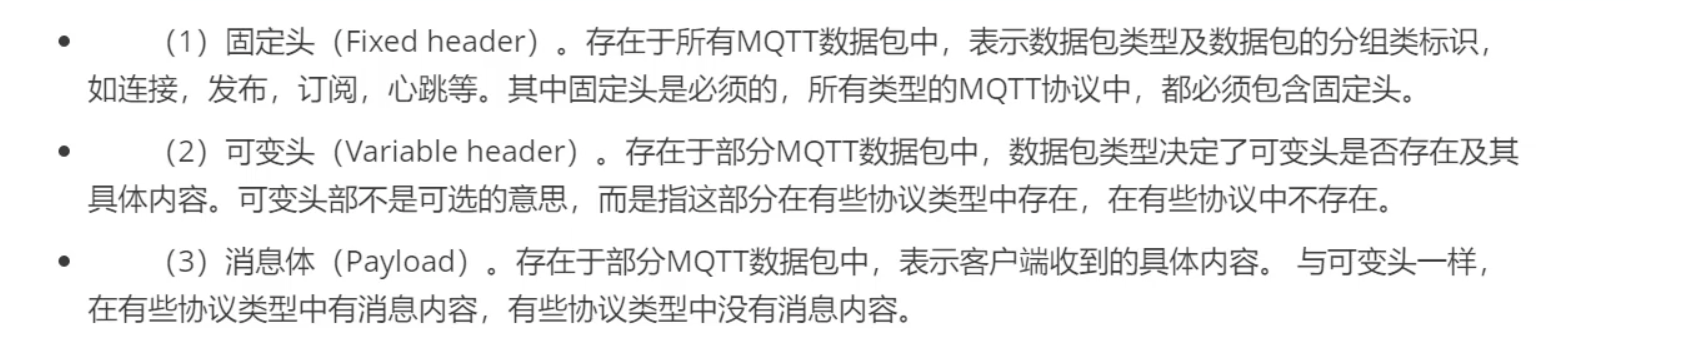 （1）固定头（Fixed header）。存在于所有MQTT数据包中，表示数据包类型及数据包的分组类标识，
如连接，发布，订阅，心跳等。其中固定头是必须的，所有类型的MQTT协议中，都必须包含固定头。
（2）可变头（Variable header）。存在于部分MQTT数据包中，数据包类型决定了可变头是否存在及其
具体内容。可变头部不是可选的意思，而是指这部分在有些协议类型中存在，在有些协议中不存在。
（3）消息体（Payload）。存在于部分MQTT数据包中，表示客户端收到的具体内容。 与可变头一样，
在有些协议类型中有消息内容，有些协议类型中没有消息内容。